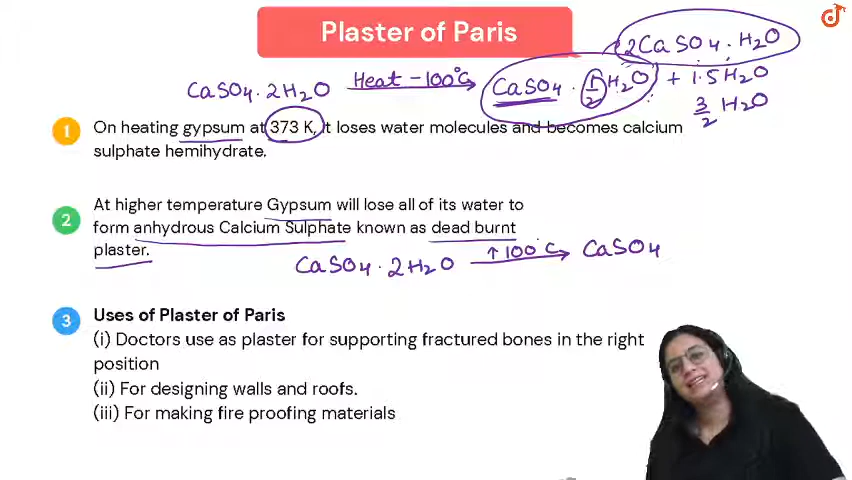 Plaster of Paris
2CaSO4·H2O
CaSO4·2H2O Heat -100°C CaSO4·1/2H2O + 1.5H2O
3/2 H2O
1 On heating gypsum at 373 K, it loses water molecules and becomes calcium
sulphate hemihydrate.
2 At higher temperature Gypsum will lose all of its water to
form anhydrous Calcium Sulphate known as dead burnt
plaster.
CaSO4·2H2O ↑100°C CaSO4
3 Uses of Plaster of Paris
(i) Doctors use as plaster for supporting fractured bones in the right
position
(ii) For designing walls and roofs.
(iii) For making fire proofing materials